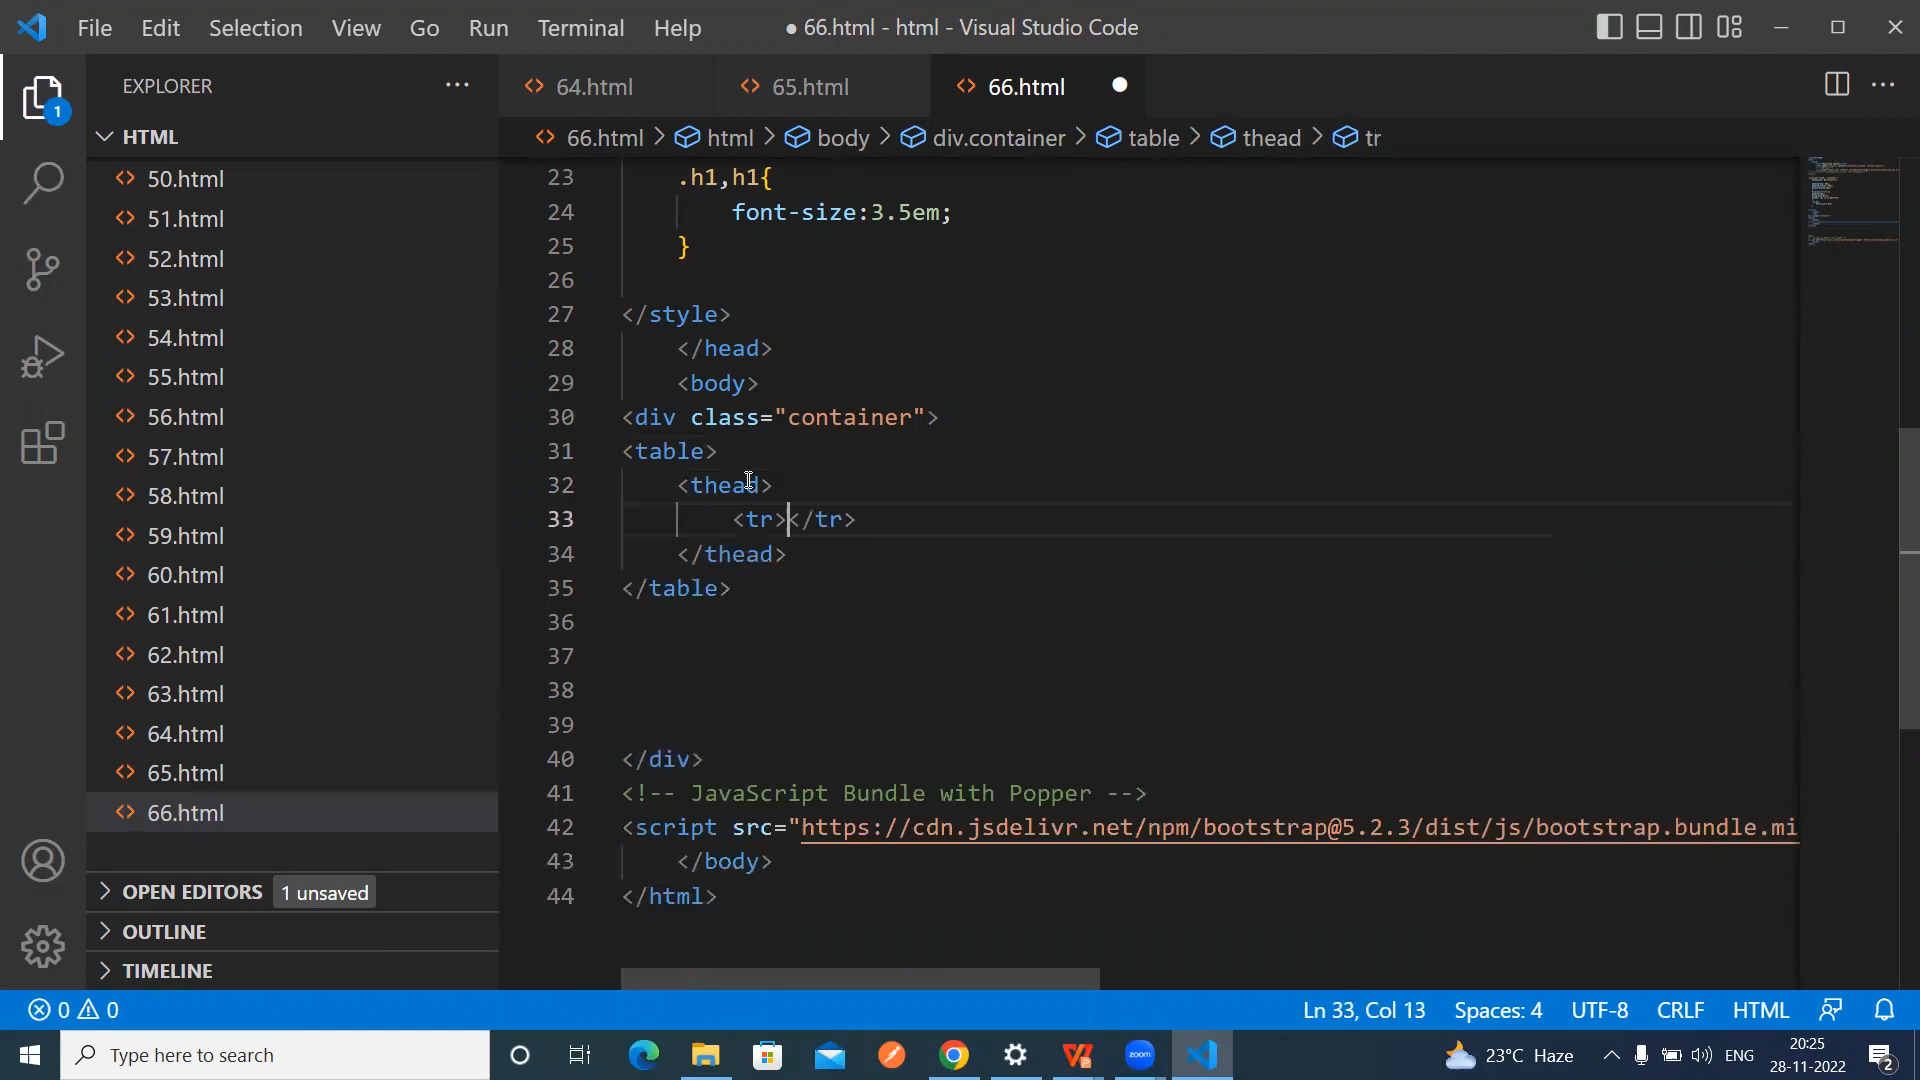 File Edit Selection View Go Run Terminal Help
● 66.html - html - Visual Studio Code
EXPLORER
64.html
65.html
66.html
HTML
66.html > html > body > div.container > table > thead > tr
50.html
51.html
52.html
53.html
54.html
55.html
56.html
57.html
58.html
59.html
60.html
61.html
62.html
63.html
64.html
65.html
66.html
23 .h1,h1{
24 font-size:3.5em;
25 }
26
27 </style>
28 </head>
29 <body>
30 <div class="container">
31 <table>
32 <thead>
33 <tr></tr>
34 </thead>
35 </table>
36
37
38
39
40 </div>
41 <!-- JavaScript Bundle with Popper -->
42 <script src="https://cdn.jsdelivr.net/npm/bootstrap@5.2.3/dist/js/bootstrap.bundle.mi
43 </body>
44 </html>
1
OPEN EDITORS 1 unsaved
OUTLINE
TIMELINE
0 0
Ln 33, Col 13 Spaces: 4 UTF-8 CRLF HTML
Type here to search
zoom
23°C Haze
ENG
20:25
28-11-2022
2